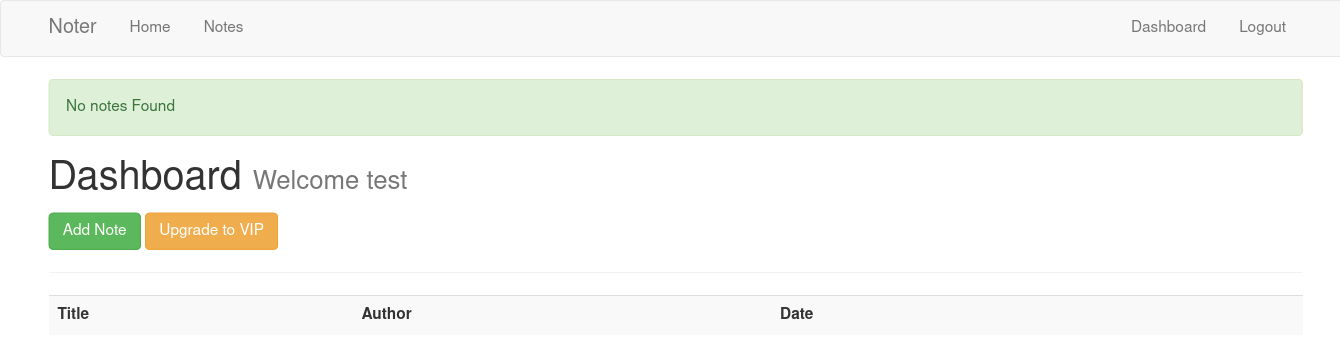 Noter Home Notes Dashboard Logout
No notes Found
Dashboard Welcome test
Add Note Upgrade to VIP
Title Author Date